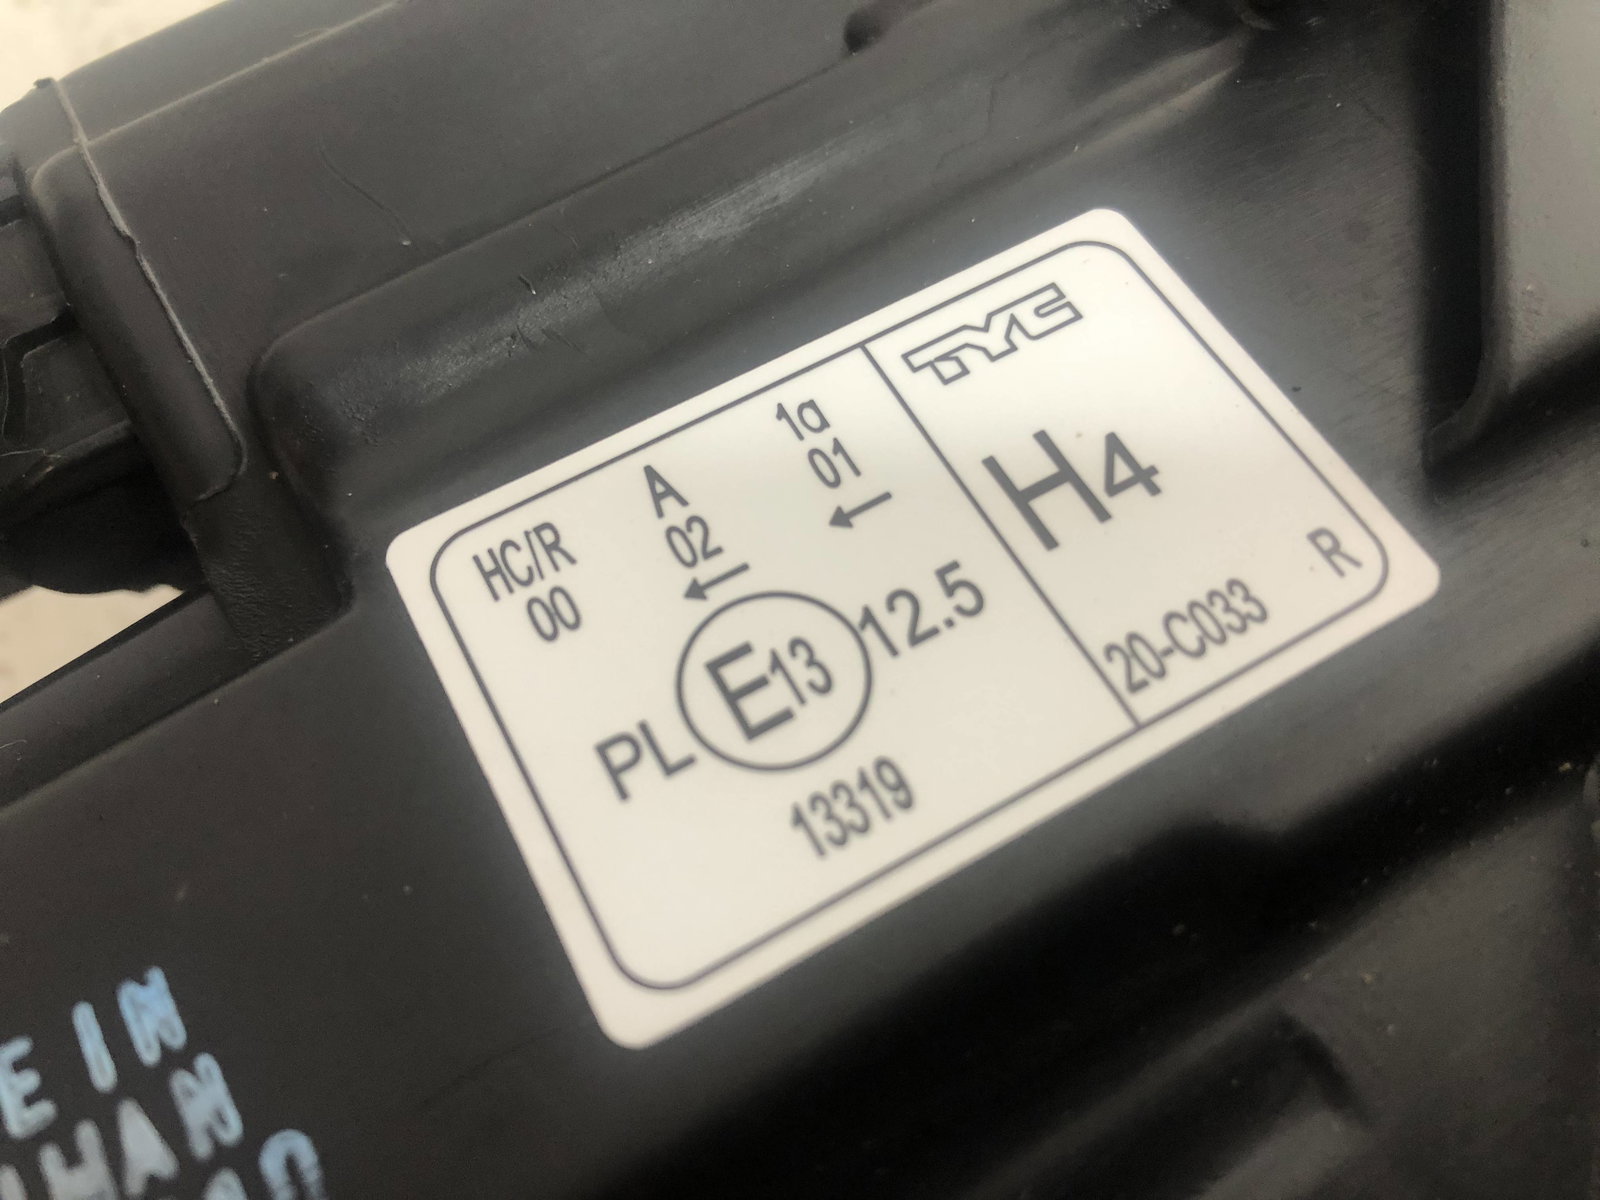 HC/R
00
A
02
←
1a
01
←
PL E13 12.5
13319
TYC
H4
20-C033
R
E IN